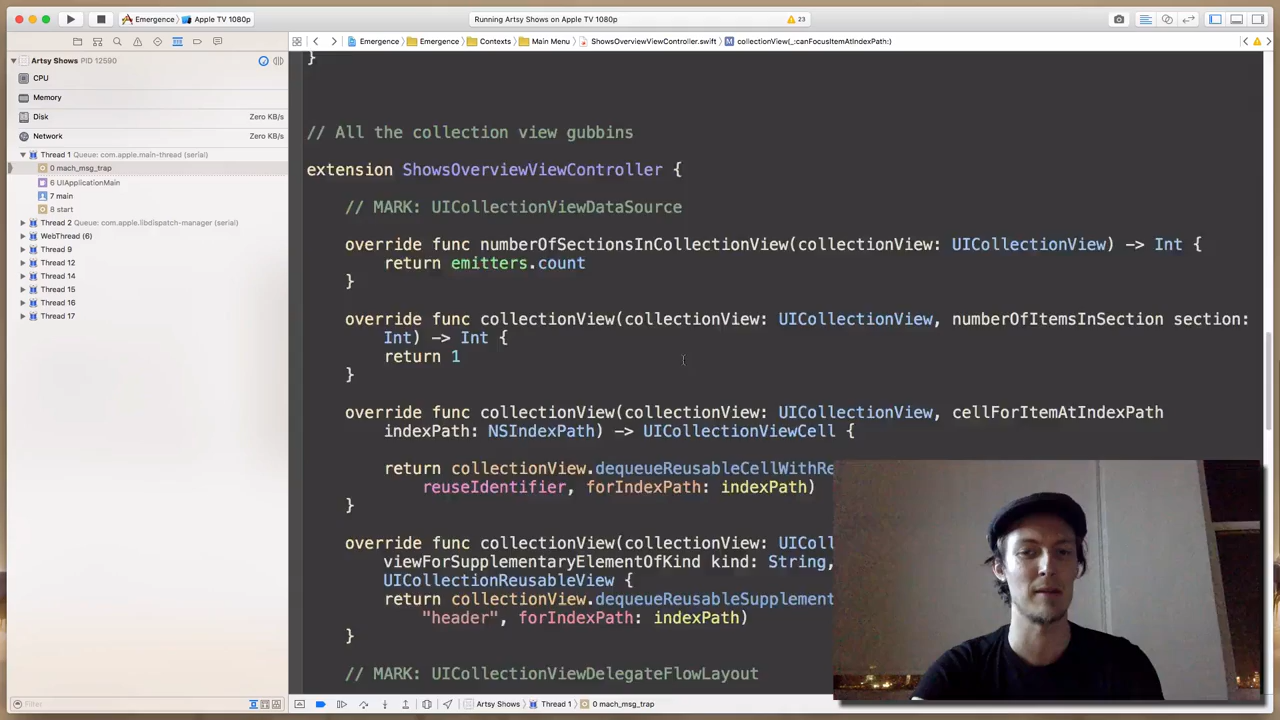 Emergence
Apple TV 1080p
Running Artsy Shows on Apple TV 1080p
23
Emergence
Emergence
Contexts
Main Menu
ShowsOverviewViewController.swift
collectionView(_:canFocusItemAtIndexPath:)
Artsy Shows PID 12590
CPU
Memory
Disk Zero KB/s
Network Zero KB/s
Thread 1 Queue: com.apple.main-thread (serial)
0 mach_msg_trap
6 UIApplicationMain
7 main
8 start
Thread 2 Queue: com.apple.libdispatch-manager (serial)
WebThread (6)
Thread 9
Thread 12
Thread 14
Thread 15
Thread 16
Thread 17
Filter
}
// All the collection view gubbins
extension ShowsOverviewViewController {
// MARK: UICollectionViewDataSource
override func numberOfSectionsInCollectionView(collectionView: UICollectionView) -> Int {
return emitters.count
}
override func collectionView(collectionView: UICollectionView, numberOfItemsInSection section:
Int) -> Int {
return 1
}
override func collectionView(collectionView: UICollectionView, cellForItemAtIndexPath
indexPath: NSIndexPath) -> UICollectionViewCell {
return collectionView.dequeueReusableCellWithRe
reuseIdentifier, forIndexPath: indexPath)
}
override func collectionView(collectionView: UICol
viewForSupplementaryElementOfKind kind: String,
UICollectionReusableView {
return collectionView.dequeueReusableSupplement
"header", forIndexPath: indexPath)
}
// MARK: UICollectionViewDelegateFlowLayout
Artsy Shows
Thread 1
0 mach_msg_trap